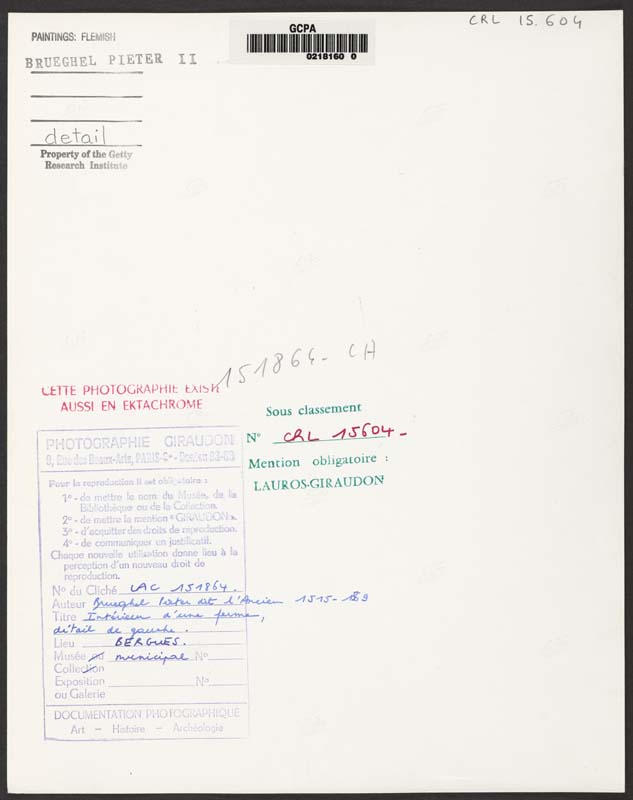 CRL 15.604
PAINTINGS: FLEMISH
BRUEGHEL PIETER II
detail
Property of the Getty
Research Institute
GCPA
0218160 0
151864- CA
CETTE PHOTOGRAPHIE EXISTE
AUSSI EN EKTACHROME
Sous classement
N° CRL 15604-
Mention obligatoire :
LAUROS-GIRAUDON
PHOTOGRAPHIE GIRAUDON
9, Rue des Beaux-Arts, PARIS-6e - Danton 93-83
Pour la reproduction il est obligatoire :
1° - de mettre le nom du Musée, de la
Bibliothèque ou de la Collection.
2° - de mettre la mention "GIRAUDON".
3° - d'acquitter des droits de reproduction.
4° - de communiquer un justificatif.
Chaque nouvelle utilisation donne lieu à la
perception d'un nouveau droit de
reproduction.
N° du Cliché LAC 151864.
Auteur Brueghel Pieter dit l'Ancien 1515-
Titre Intérieur d'une ferme,
détail de gauche.
Lieu BERGUES.
Musée ou municipal N°
Collection
Exposition N°
ou Galerie
DOCUMENTATION PHOTOGRAPHIQUE
Art - Histoire - Archéologie